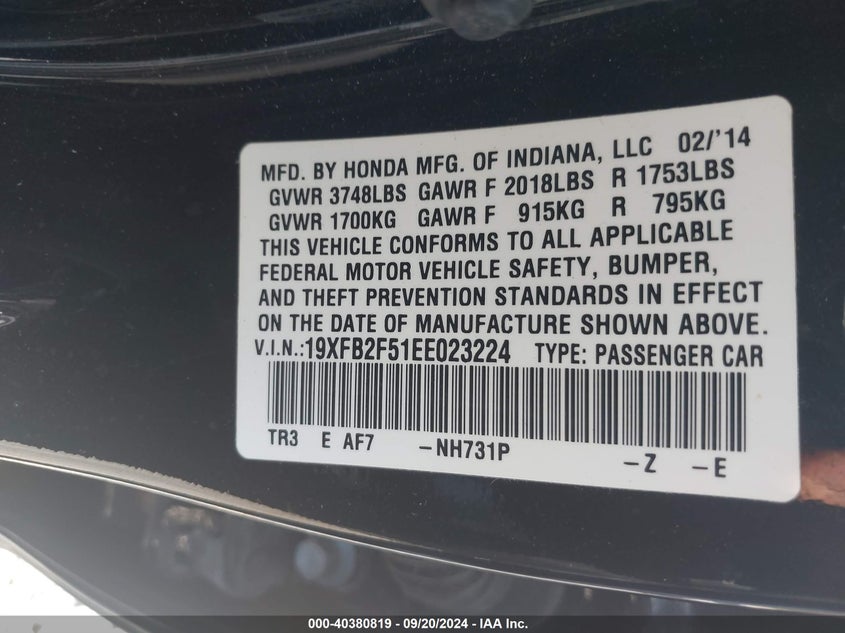 MFD. BY HONDA MFG. OF INDIANA, LLC 02/'14
GVWR 3748LBS GAWR F 2018LBS R 1753LBS
GVWR 1700KG GAWR F 915KG R 795KG
THIS VEHICLE CONFORMS TO ALL APPLICABLE
FEDERAL MOTOR VEHICLE SAFETY, BUMPER,
AND THEFT PREVENTION STANDARDS IN EFFECT
ON THE DATE OF MANUFACTURE SHOWN ABOVE.
V.I.N.:19XFB2F51EE023224 TYPE: PASSENGER CAR
TR3 E AF7 -NH731P -Z -E
000-40380819 / 09/20/2024 - IAA Inc.